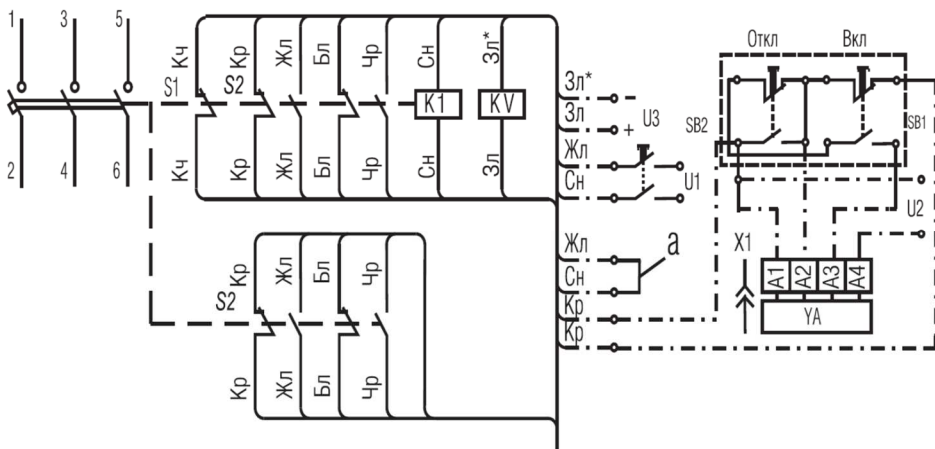 1 3 5
2 4 6
S1
Кч Кр Жл Бл Чр Сн Зл*
S2
К1 KV
Кч Кр Жл Бл Чр Сн Зл
Зл* –
Зл + U3
Жл
Сн U1
Жл а
Сн
Кр
Кр
Откл Вкл
SB2 SB1
U2
X1
A1 A2 A3 A4
YA
Кр Жл Бл Чр
S2
Кр Жл Бл Чр